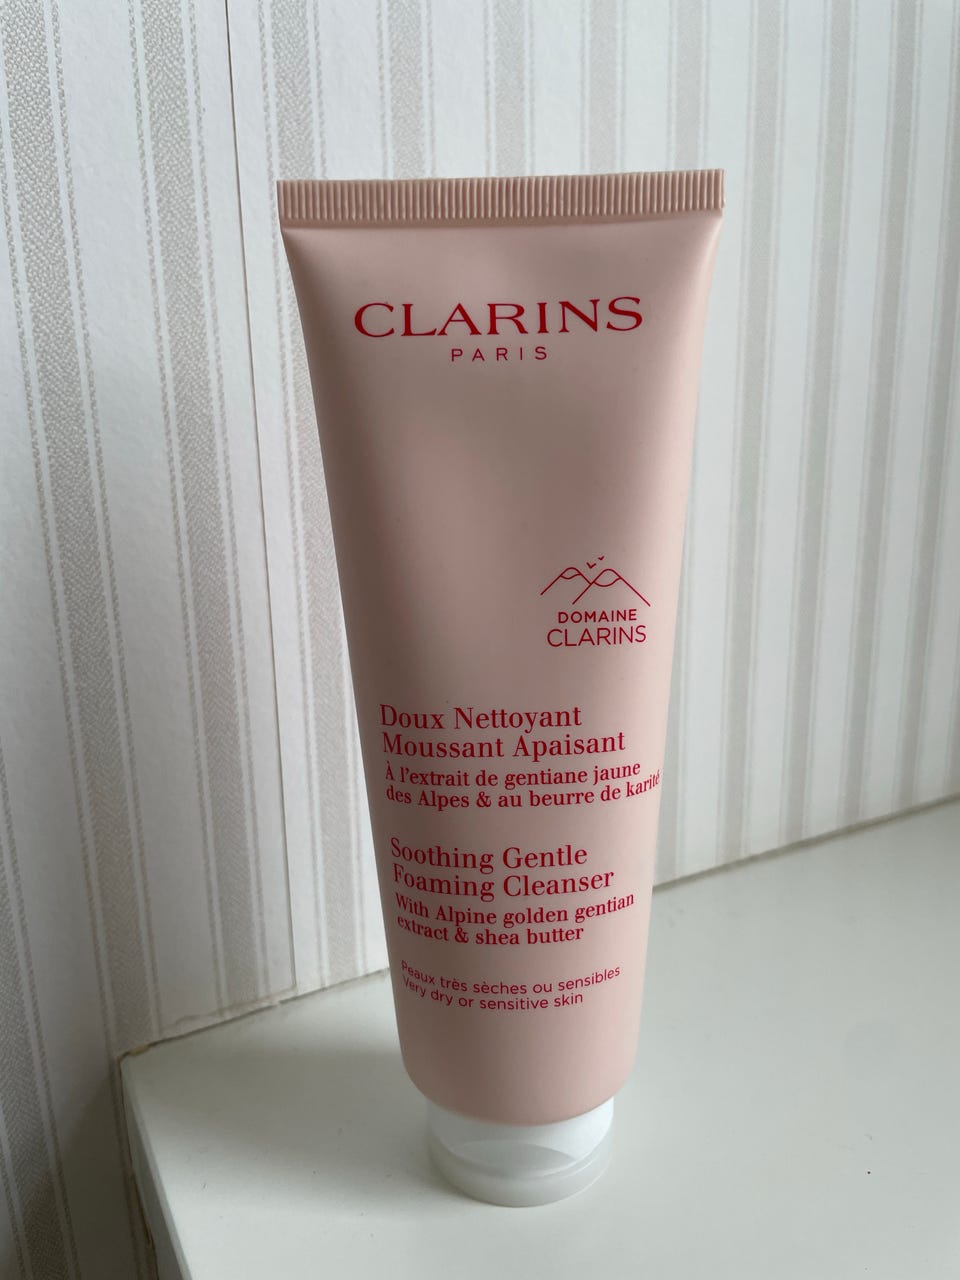 CLARINS
PARIS
DOMAINE
CLARINS
Doux Nettoyant
Moussant Apaisant
À l'extrait de gentiane jaune
des Alpes & au beurre de karité
Soothing Gentle
Foaming Cleanser
With Alpine golden gentian
extract & shea butter
Peaux très sèches ou sensibles
Very dry or sensitive skin